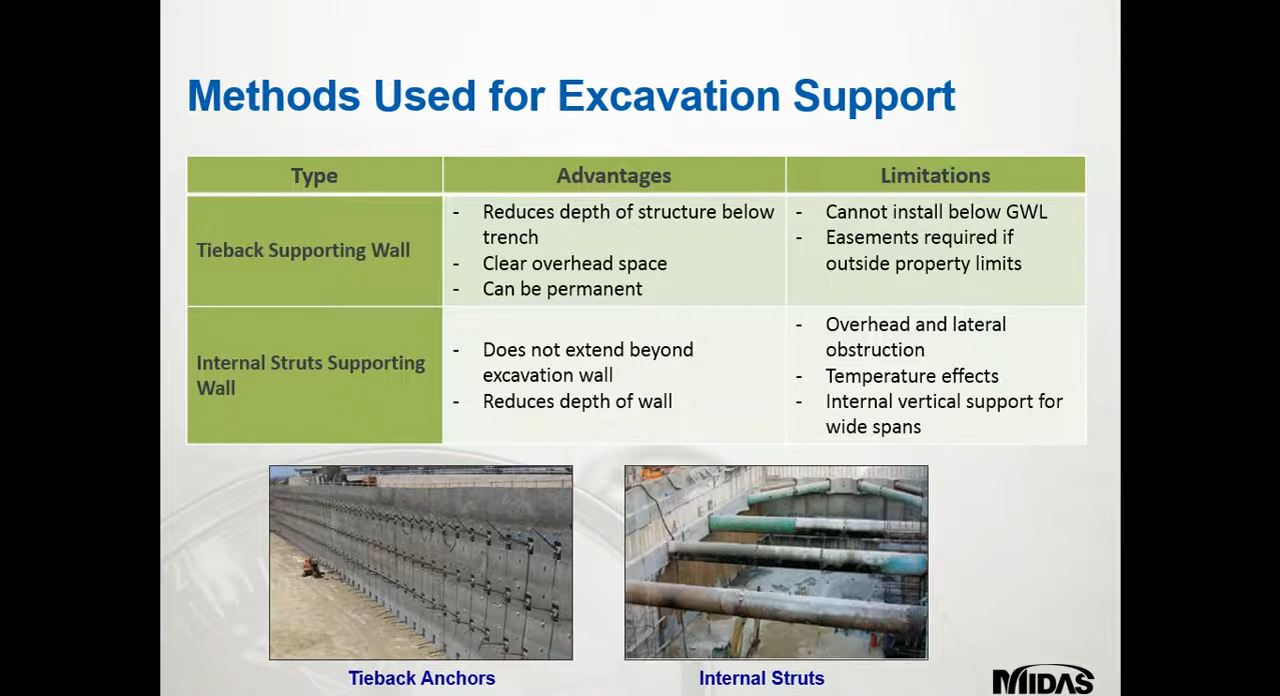 Methods Used for Excavation Support
Type
Advantages
Limitations
Tieback Supporting Wall
- Reduces depth of structure below
trench
- Clear overhead space
- Can be permanent
- Cannot install below GWL
- Easements required if
outside property limits
Internal Struts Supporting
Wall
- Does not extend beyond
excavation wall
- Reduces depth of wall
- Overhead and lateral
obstruction
- Temperature effects
- Internal vertical support for
wide spans
Tieback Anchors
Internal Struts
MIDAS